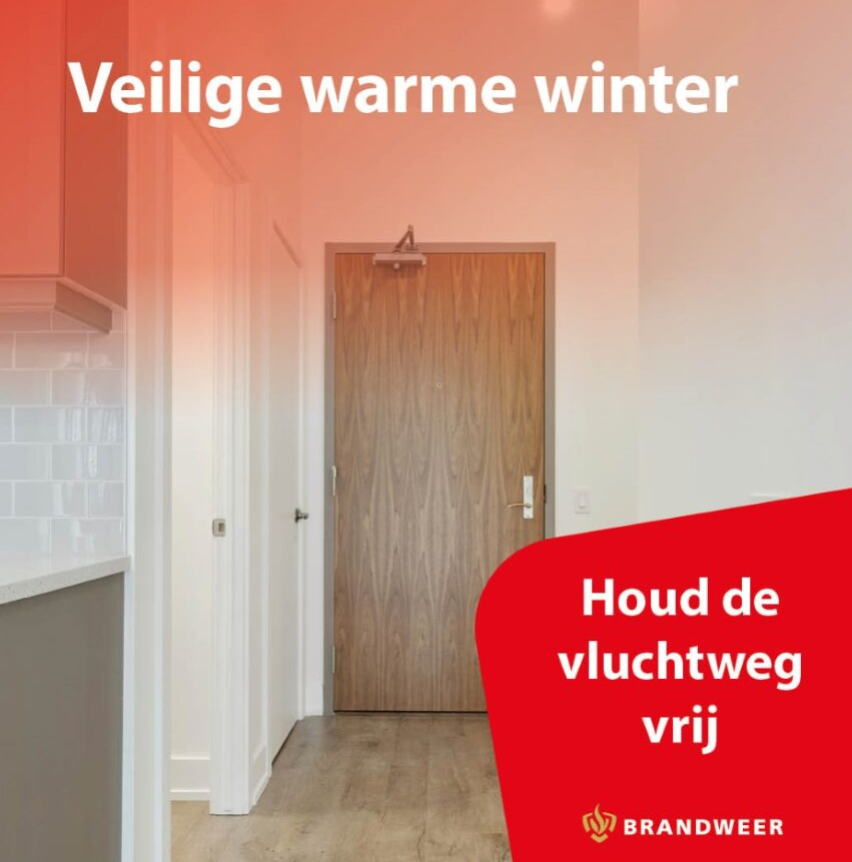 Veilige warme winter
Houd de
vluchtweg
vrij
BRANDWEER